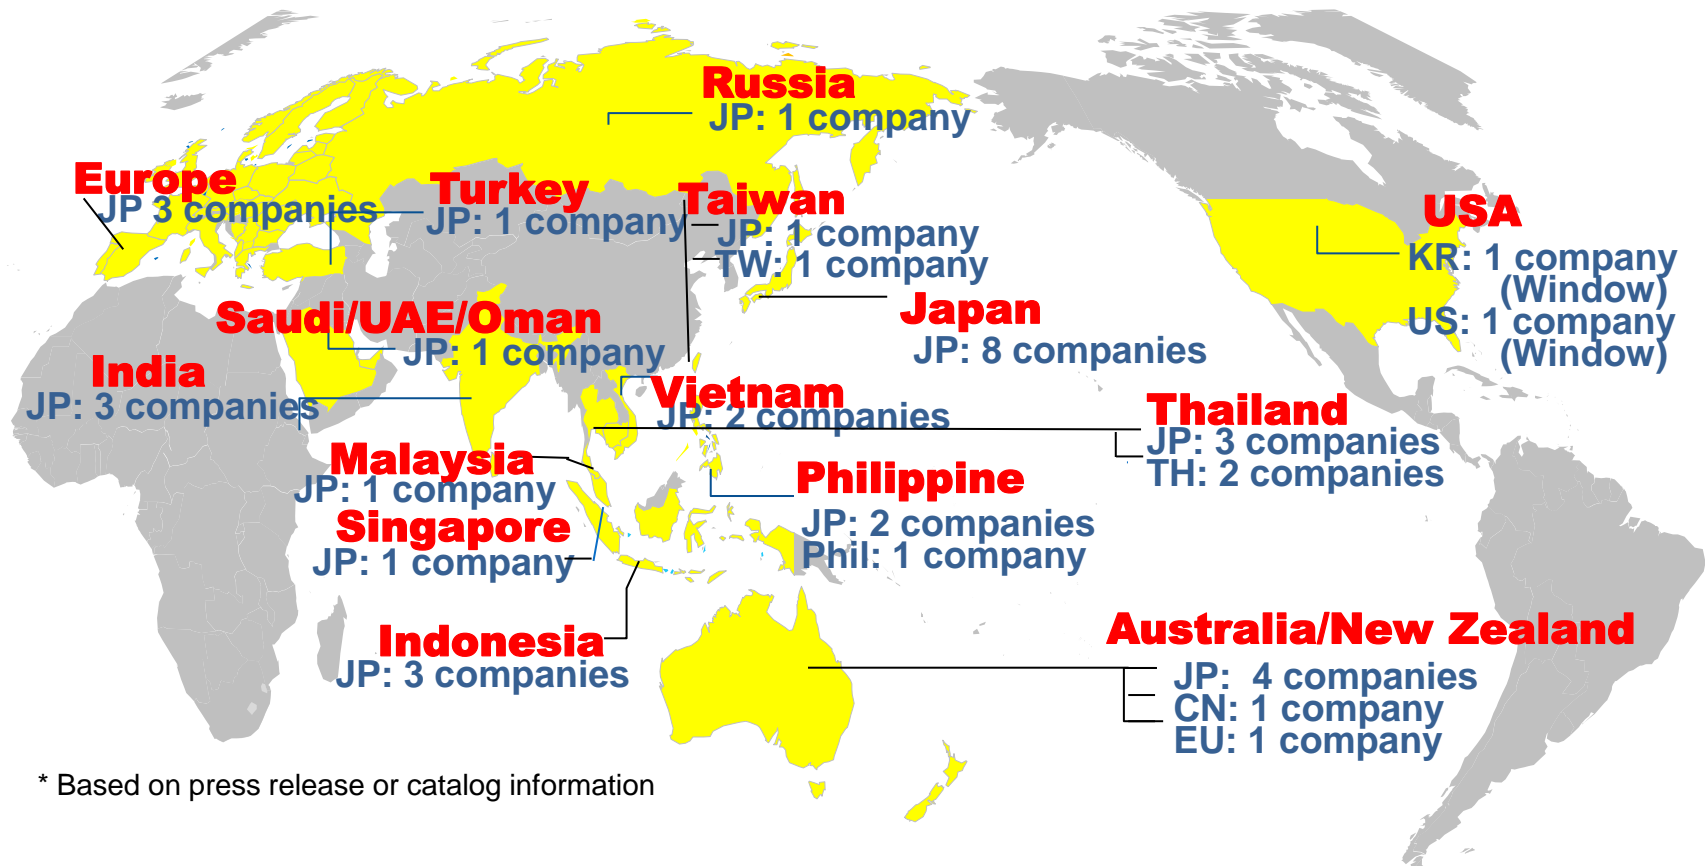 Russia
JP: 1 company
Europe
JP 3 companies
Turkey
JP: 1 company
Taiwan
JP: 1 company
TW: 1 company
USA
KR: 1 company
(Window)
US: 1 company
(Window)
Japan
JP: 8 companies
Saudi/UAE/Oman
JP: 1 company
India
JP: 3 companies
Vietnam
JP: 2 companies
Thailand
JP: 3 companies
TH: 2 companies
Malaysia
JP: 1 company
Philippine
JP: 2 companies
Phil: 1 company
Singapore
JP: 1 company
Indonesia
JP: 3 companies
Australia/New Zealand
JP: 4 companies
CN: 1 company
EU: 1 company
* Based on press release or catalog information